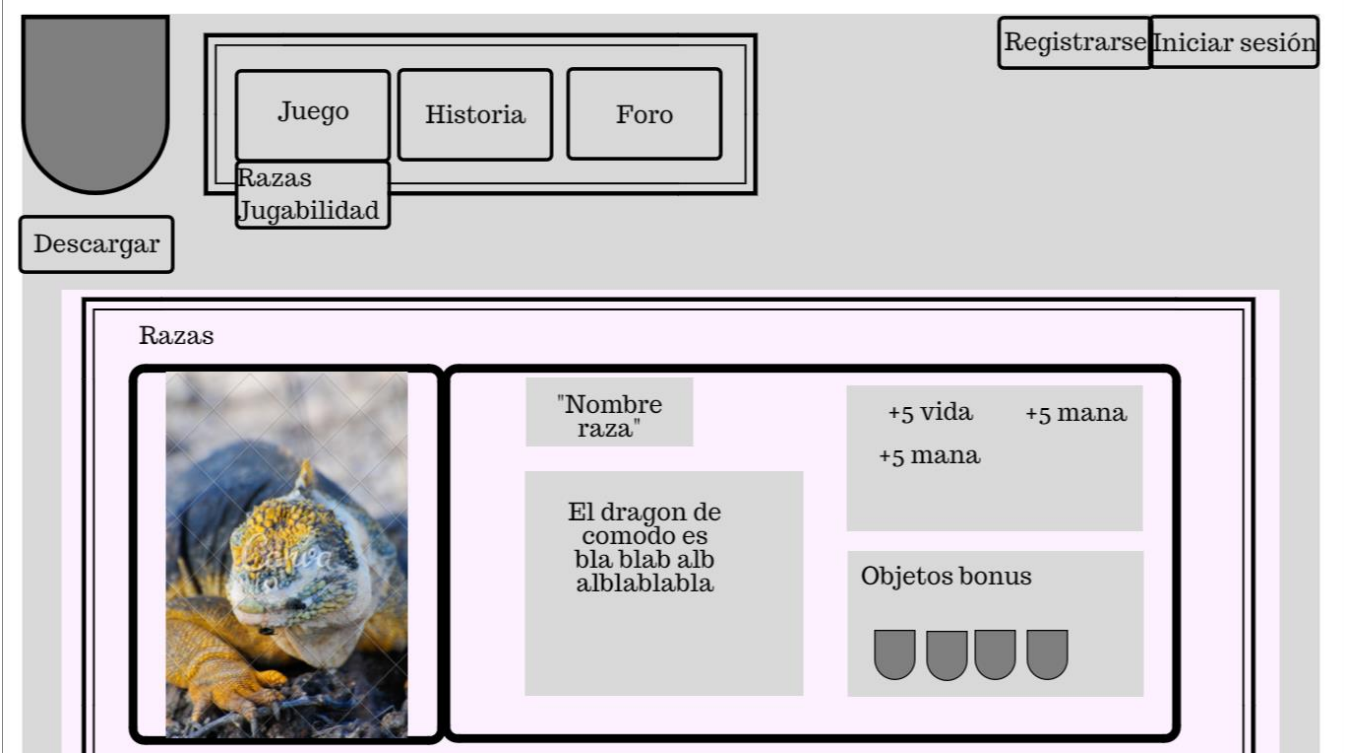 Registrarse
Iniciar sesión
Juego
Historia
Foro
Razas
Jugabilidad
Descargar
Razas
"Nombre
raza"
+5 vida
+5 mana
+5 mana
El dragon de
comodo es
bla blab alb
alblablabla
Objetos bonus
Canva